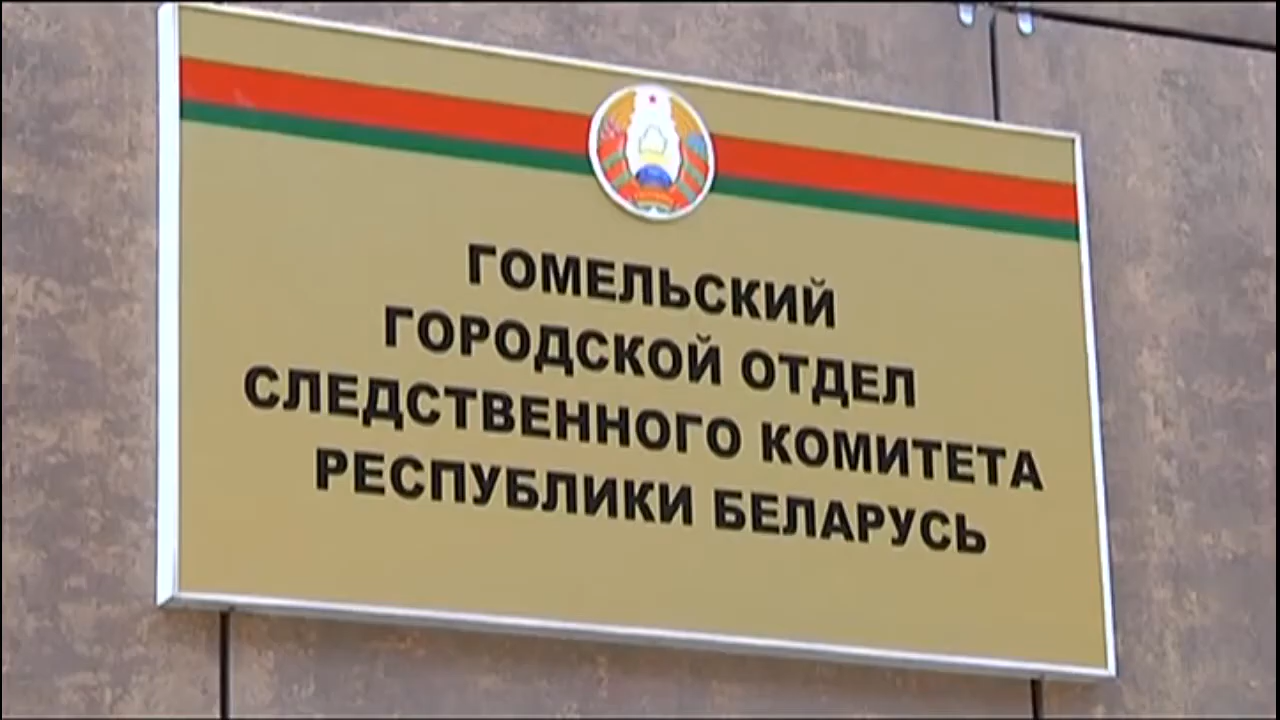 ГОМЕЛЬСКИЙ
ГОРОДСКОЙ ОТДЕЛ
СЛЕДСТВЕННОГО КОМИТЕТА
РЕСПУБЛИКИ БЕЛАРУСЬ